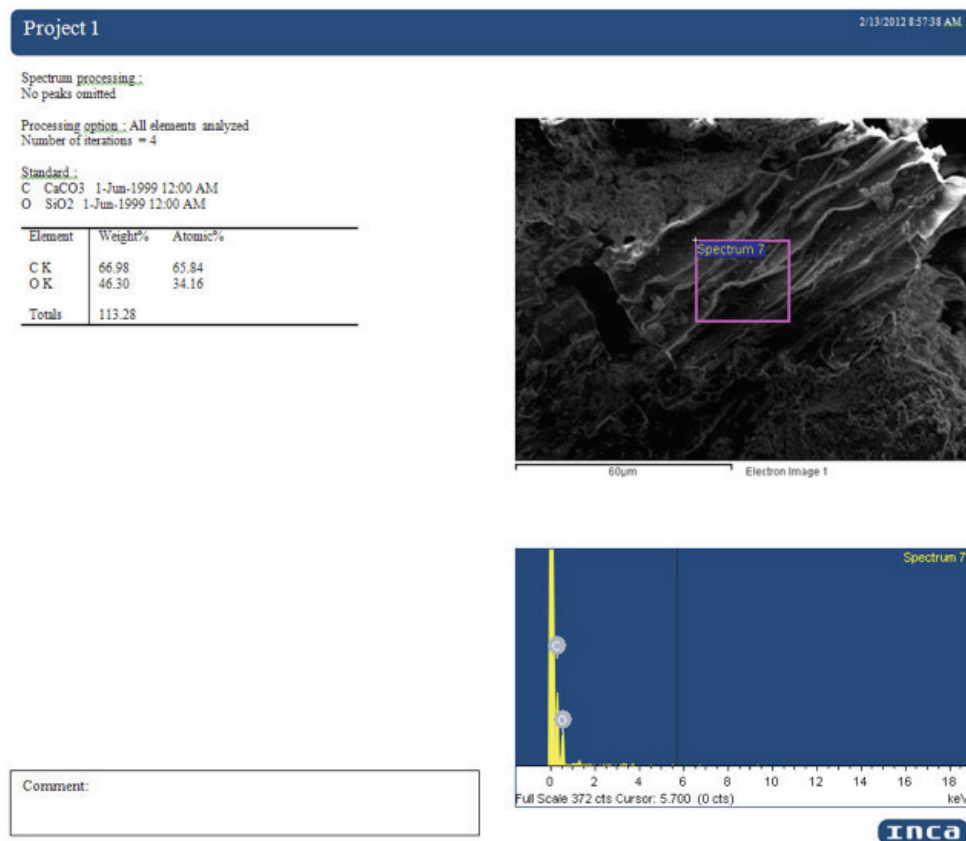 Project 1
2/13/2012 8:57:38 AM
Spectrum processing :
No peaks omitted
Processing option : All elements analyzed
Number of iterations = 4
Standard :
C CaCO3 1-Jun-1999 12:00 AM
O SiO2 1-Jun-1999 12:00 AM
Element Weight% Atomic%
C K 66.98 65.84
O K 46.30 34.16
Totals 113.28
Spectrum 7
60µm Electron Image 1
Spectrum 7
C
O
0 2 4 6 8 10 12 14 16 18
Full Scale 372 cts Cursor: 5.700 (0 cts) keV
Comment:
INCA